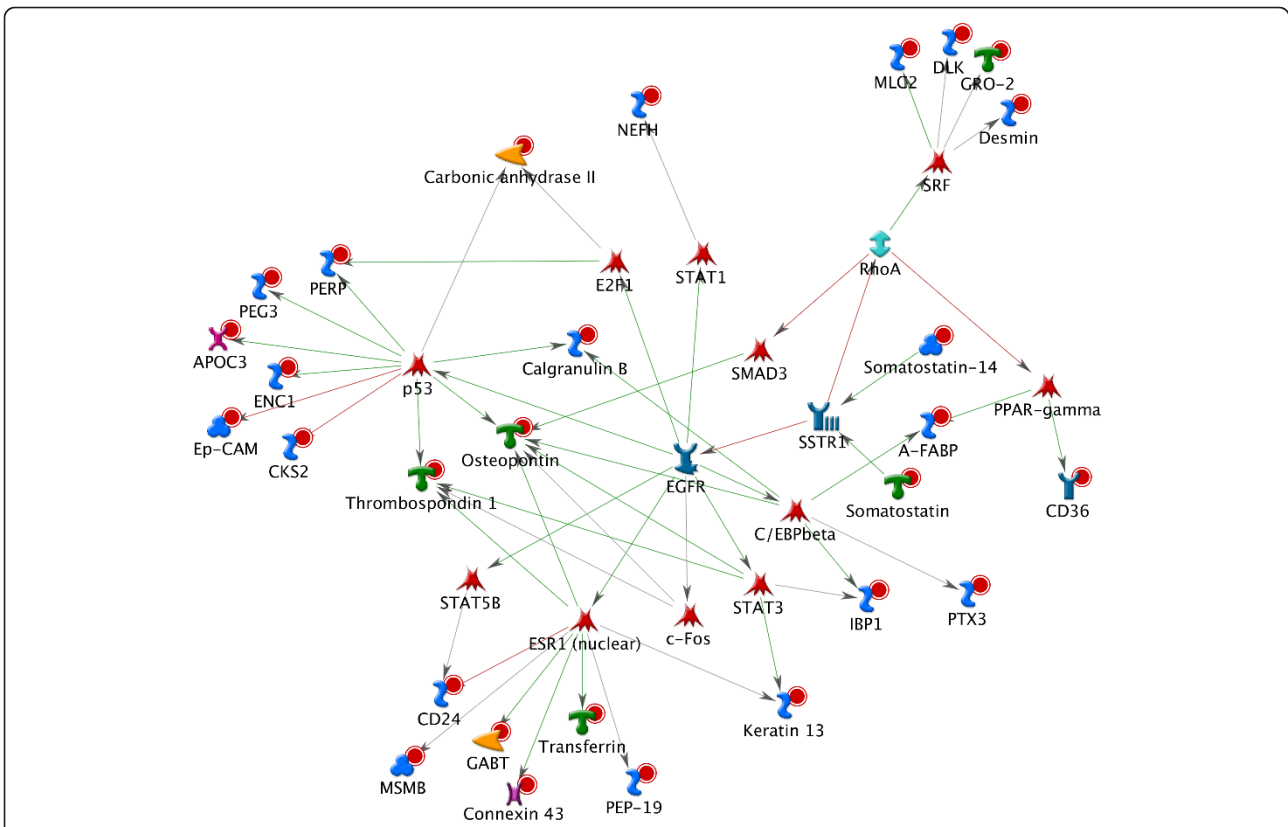 DLK
MLC2
GRO-2
NEFH
Desmin
Carbonic anhydrase II
SRF
RhoA
STAT1
E2F1
PERP
PEG3
APOC3
Calgranulin B
SMAD3
Somatostatin-14
p53
ENC1
PPAR-gamma
SSTR1
A-FABP
Ep-CAM
CKS2
Osteopontin
EGFR
Thrombospondin 1
Somatostatin
CD36
C/EBPbeta
STAT5B
STAT3
IBP1
PTX3
ESR1 (nuclear)
c-Fos
CD24
Keratin 13
Transferrin
GABT
MSMB
Connexin 43
PEP-19